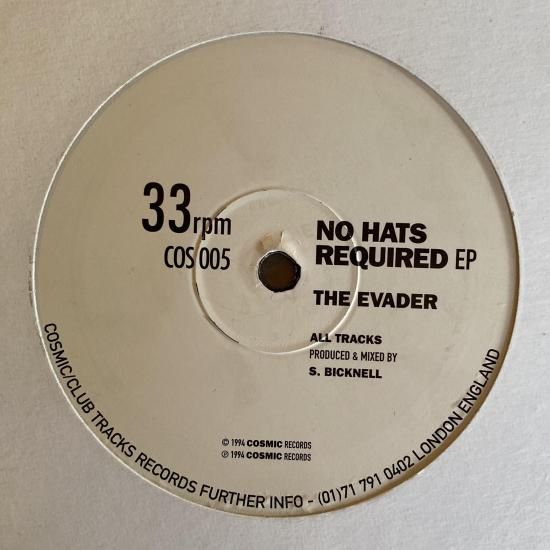 33rpm
COS 005
NO HATS
REQUIRED EP
THE EVADER
ALL TRACKS
PRODUCED & MIXED BY
S. BICKNELL
© 1994 COSMIC RECORDS
℗ 1994 COSMIC RECORDS
COSMIC/CLUB TRACKS RECORDS FURTHER INFO - (01)71 791 0402 LONDON ENGLAND